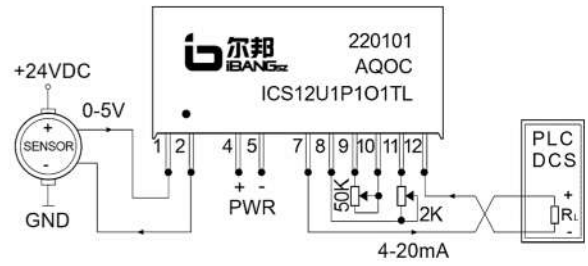 +24VDC
0-5V
+
SENSOR
-
GND
尔邦
iBANGsz
220101
AQOC
ICS12U1P1O1TL
1 2 4 5 7 8 9 10 11 12
+ -
PWR
50K
2K
4-20mA
PLC
DCS
+
RL
-